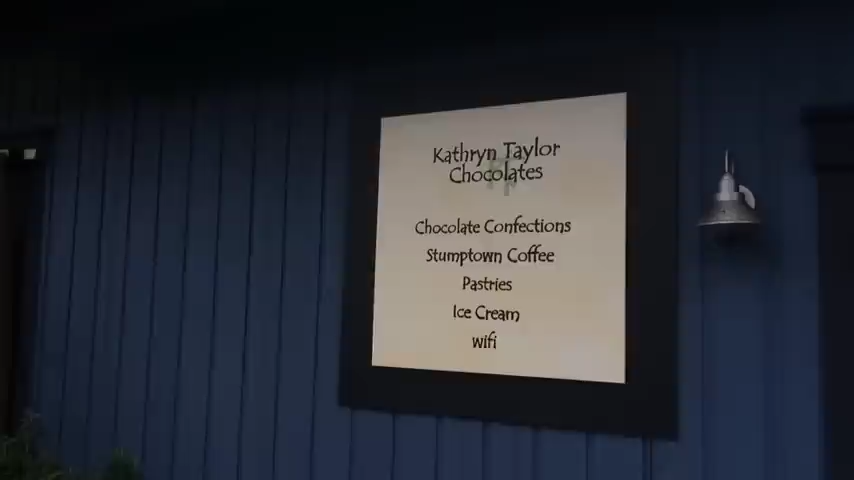 Kathryn Taylor
Chocolates
Chocolate Confections
Stumptown Coffee
Pastries
Ice Cream
wifi